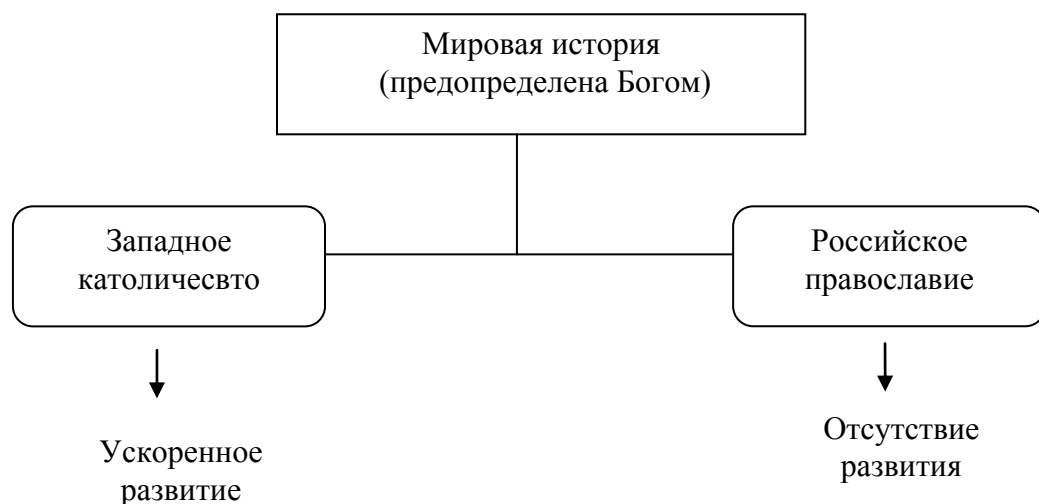 Мировая история
(предопределена Богом)
Западное
католичесвто
Российское
православие
Ускоренное
развитие
Отсутствие
развития